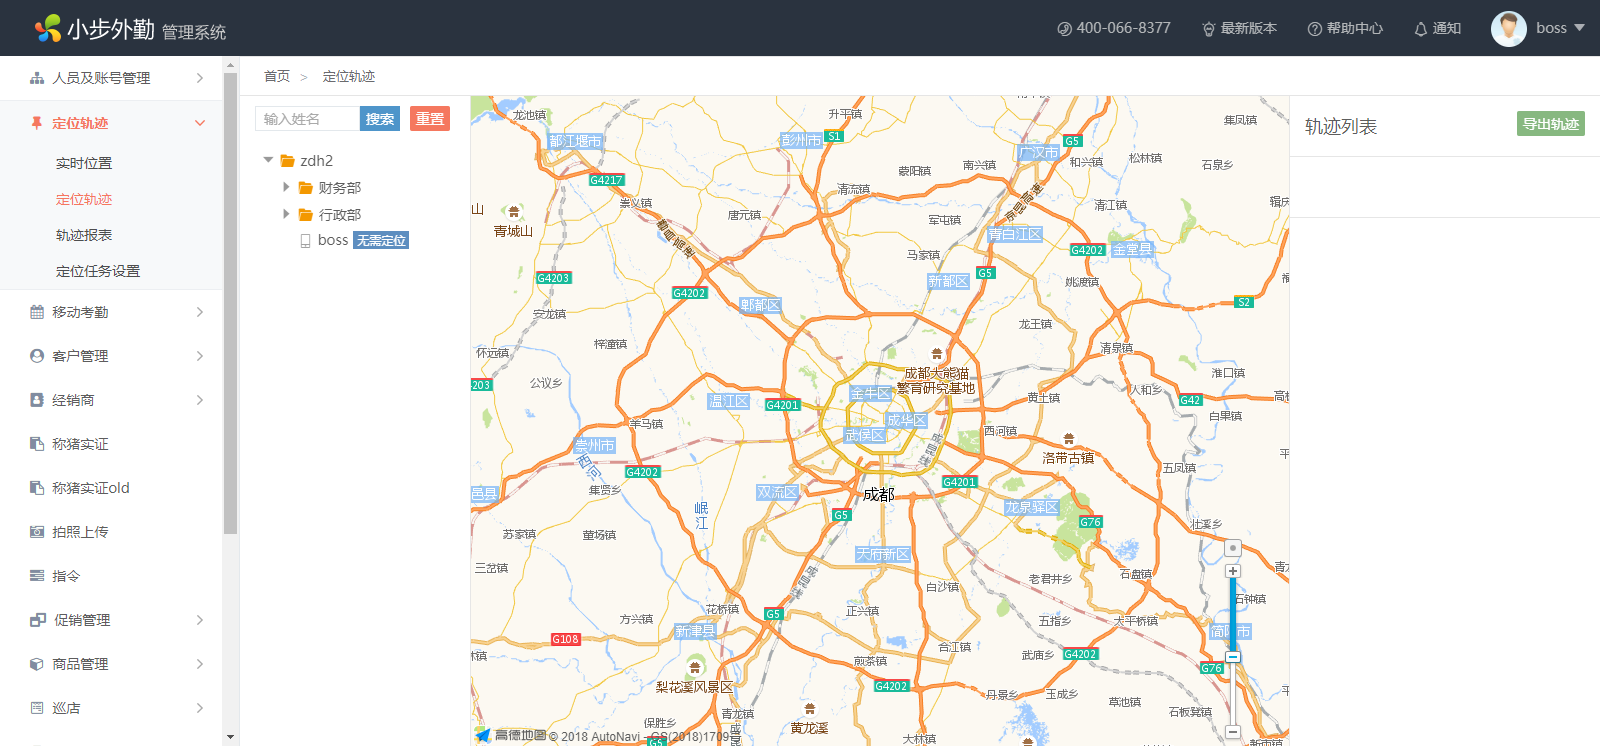 小步外勤 管理系统
400-066-8377
最新版本
帮助中心
通知
boss
人员及账号管理
定位轨迹
实时位置
定位轨迹
轨迹报表
定位任务设置
移动考勤
客户管理
经销商
称猪实证
称猪实证old
拍照上传
指令
促销管理
商品管理
巡店
首页 > 定位轨迹
输入姓名
搜索
重置
zdh2
财务部
行政部
boss 无需定位
龙池镇
都江堰市
彭州市
S1
升平镇
G5
广汉市
和兴镇
松林镇
集凤镇
石泉乡
G4217
崇义镇
清流镇
蒙阳镇
南兴镇
京昆高速
清江镇
山
青城山
唐元镇
军屯镇
青白江区
G4202
金堂县
马家镇
G4203
G4202
新都区
G5
姚渡镇
S2
安龙镇
郫都区
龙王镇
怀远镇
梓潼镇
清泉镇
成都大熊猫
繁育研究基地
公议乡
203
温江区
G4201
金牛区
黄土镇
人和乡
淮口镇
G42
白果镇
羊马镇
武侯区
成华区
西河镇
崇州市
西河
G4202
洛带古镇
五凤镇
邑县
集贤乡
双流区
成都
G4201
岷江
G5
龙泉驿区
G76
壮溪乡
苏家镇
董场镇
天府新区
三岔镇
老君井乡
石盘镇
白沙镇
石钟镇
方兴镇
花桥镇
G5
正兴镇
五指乡
太平桥镇
G108
新津县
简阳市
林镇
合江镇
武庙乡
G4202
G76
煎茶镇
梨花溪风景区
G4202
丹景乡
玉成乡
草池镇
石板凳镇
青龙镇
保胜乡
黄龙溪
大林镇
G5
高德地图 © 2018 AutoNavi - GS(2018)1709号
轨迹列表
导出轨迹